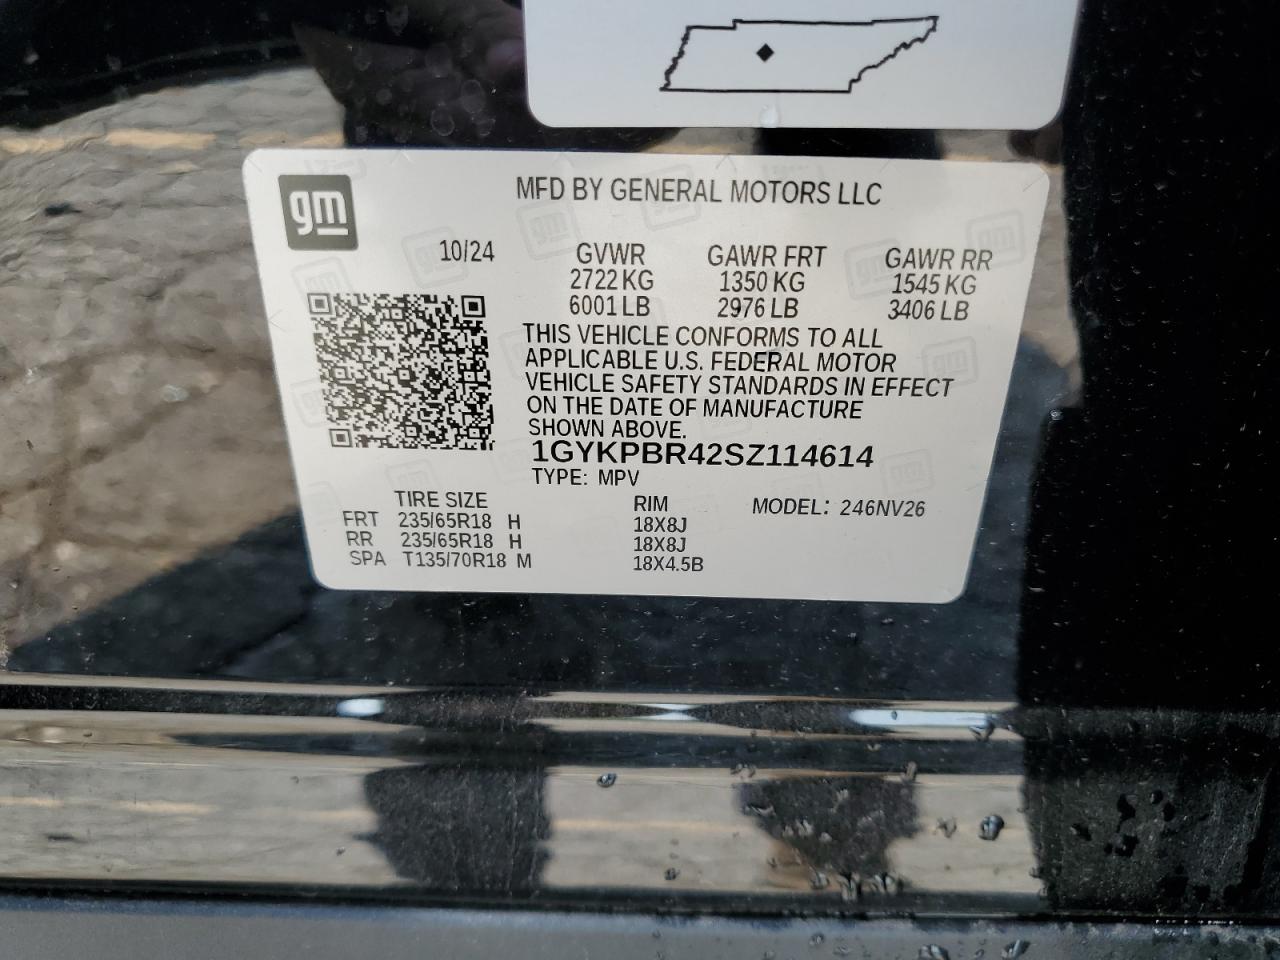 gm
MFD BY GENERAL MOTORS LLC
10/24
GVWR GAWR FRT GAWR RR
2722 KG 1350 KG 1545 KG
6001 LB 2976 LB 3406 LB
THIS VEHICLE CONFORMS TO ALL
APPLICABLE U.S. FEDERAL MOTOR
VEHICLE SAFETY STANDARDS IN EFFECT
ON THE DATE OF MANUFACTURE
SHOWN ABOVE.
1GYKPBR42SZ114614
TYPE: MPV
TIRE SIZE RIM MODEL: 246NV26
FRT 235/65R18 H 18X8J
RR 235/65R18 H 18X8J
SPA T135/70R18 M 18X4.5B